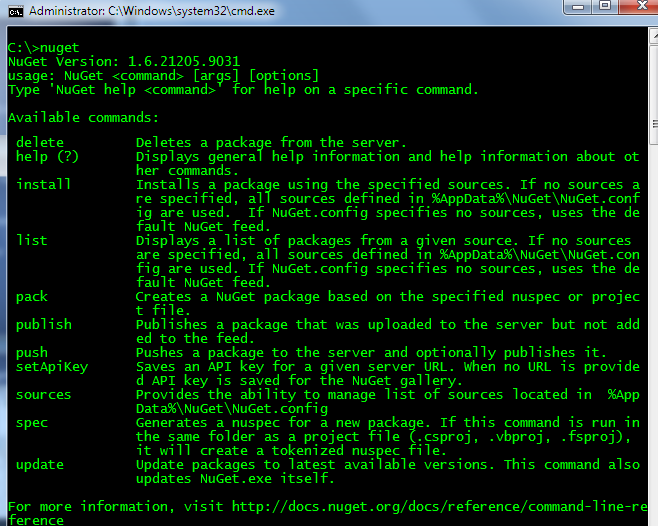 Administrator: C:\Windows\system32\cmd.exe
C:\>nuget
NuGet Version: 1.6.21205.9031
usage: NuGet <command> [args] [options]
Type 'NuGet help <command>' for help on a specific command.
Available commands:
delete Deletes a package from the server.
help (?) Displays general help information and help information about ot
her commands.
install Installs a package using the specified sources. If no sources a
re specified, all sources defined in %AppData%\NuGet\NuGet.conf
ig are used. If NuGet.config specifies no sources, uses the de
fault NuGet feed.
list Displays a list of packages from a given source. If no sources
are specified, all sources defined in %AppData%\NuGet\NuGet.con
fig are used. If NuGet.config specifies no sources, uses the de
fault NuGet feed.
pack Creates a NuGet package based on the specified nuspec or projec
t file.
publish Publishes a package that was uploaded to the server but not add
ed to the feed.
push Pushes a package to the server and optionally publishes it.
setApiKey Saves an API key for a given server URL. When no URL is provide
d API key is saved for the NuGet gallery.
sources Provides the ability to manage list of sources located in %App
Data%\NuGet\NuGet.config
spec Generates a nuspec for a new package. If this command is run in
the same folder as a project file (.csproj, .vbproj, .fsproj),
it will create a tokenized nuspec file.
update Update packages to latest available versions. This command also
updates NuGet.exe itself.
For more information, visit http://docs.nuget.org/docs/reference/command-line-re
ference